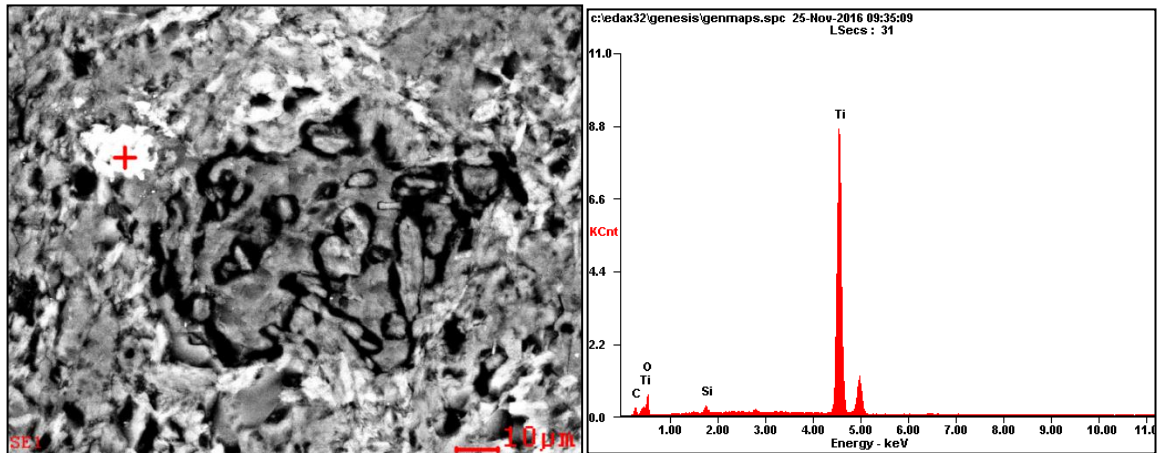 SE1
10µm
c:\edax32\genesis\genmaps.spc 25-Nov-2016 09:35:09
LSecs : 31
11.0
8.8
6.6
KCnt
4.4
2.2
0.0
Ti
O
Ti
C
Si
1.00 2.00 3.00 4.00 5.00 6.00 7.00 8.00 9.00 10.00 11.0
Energy - keV